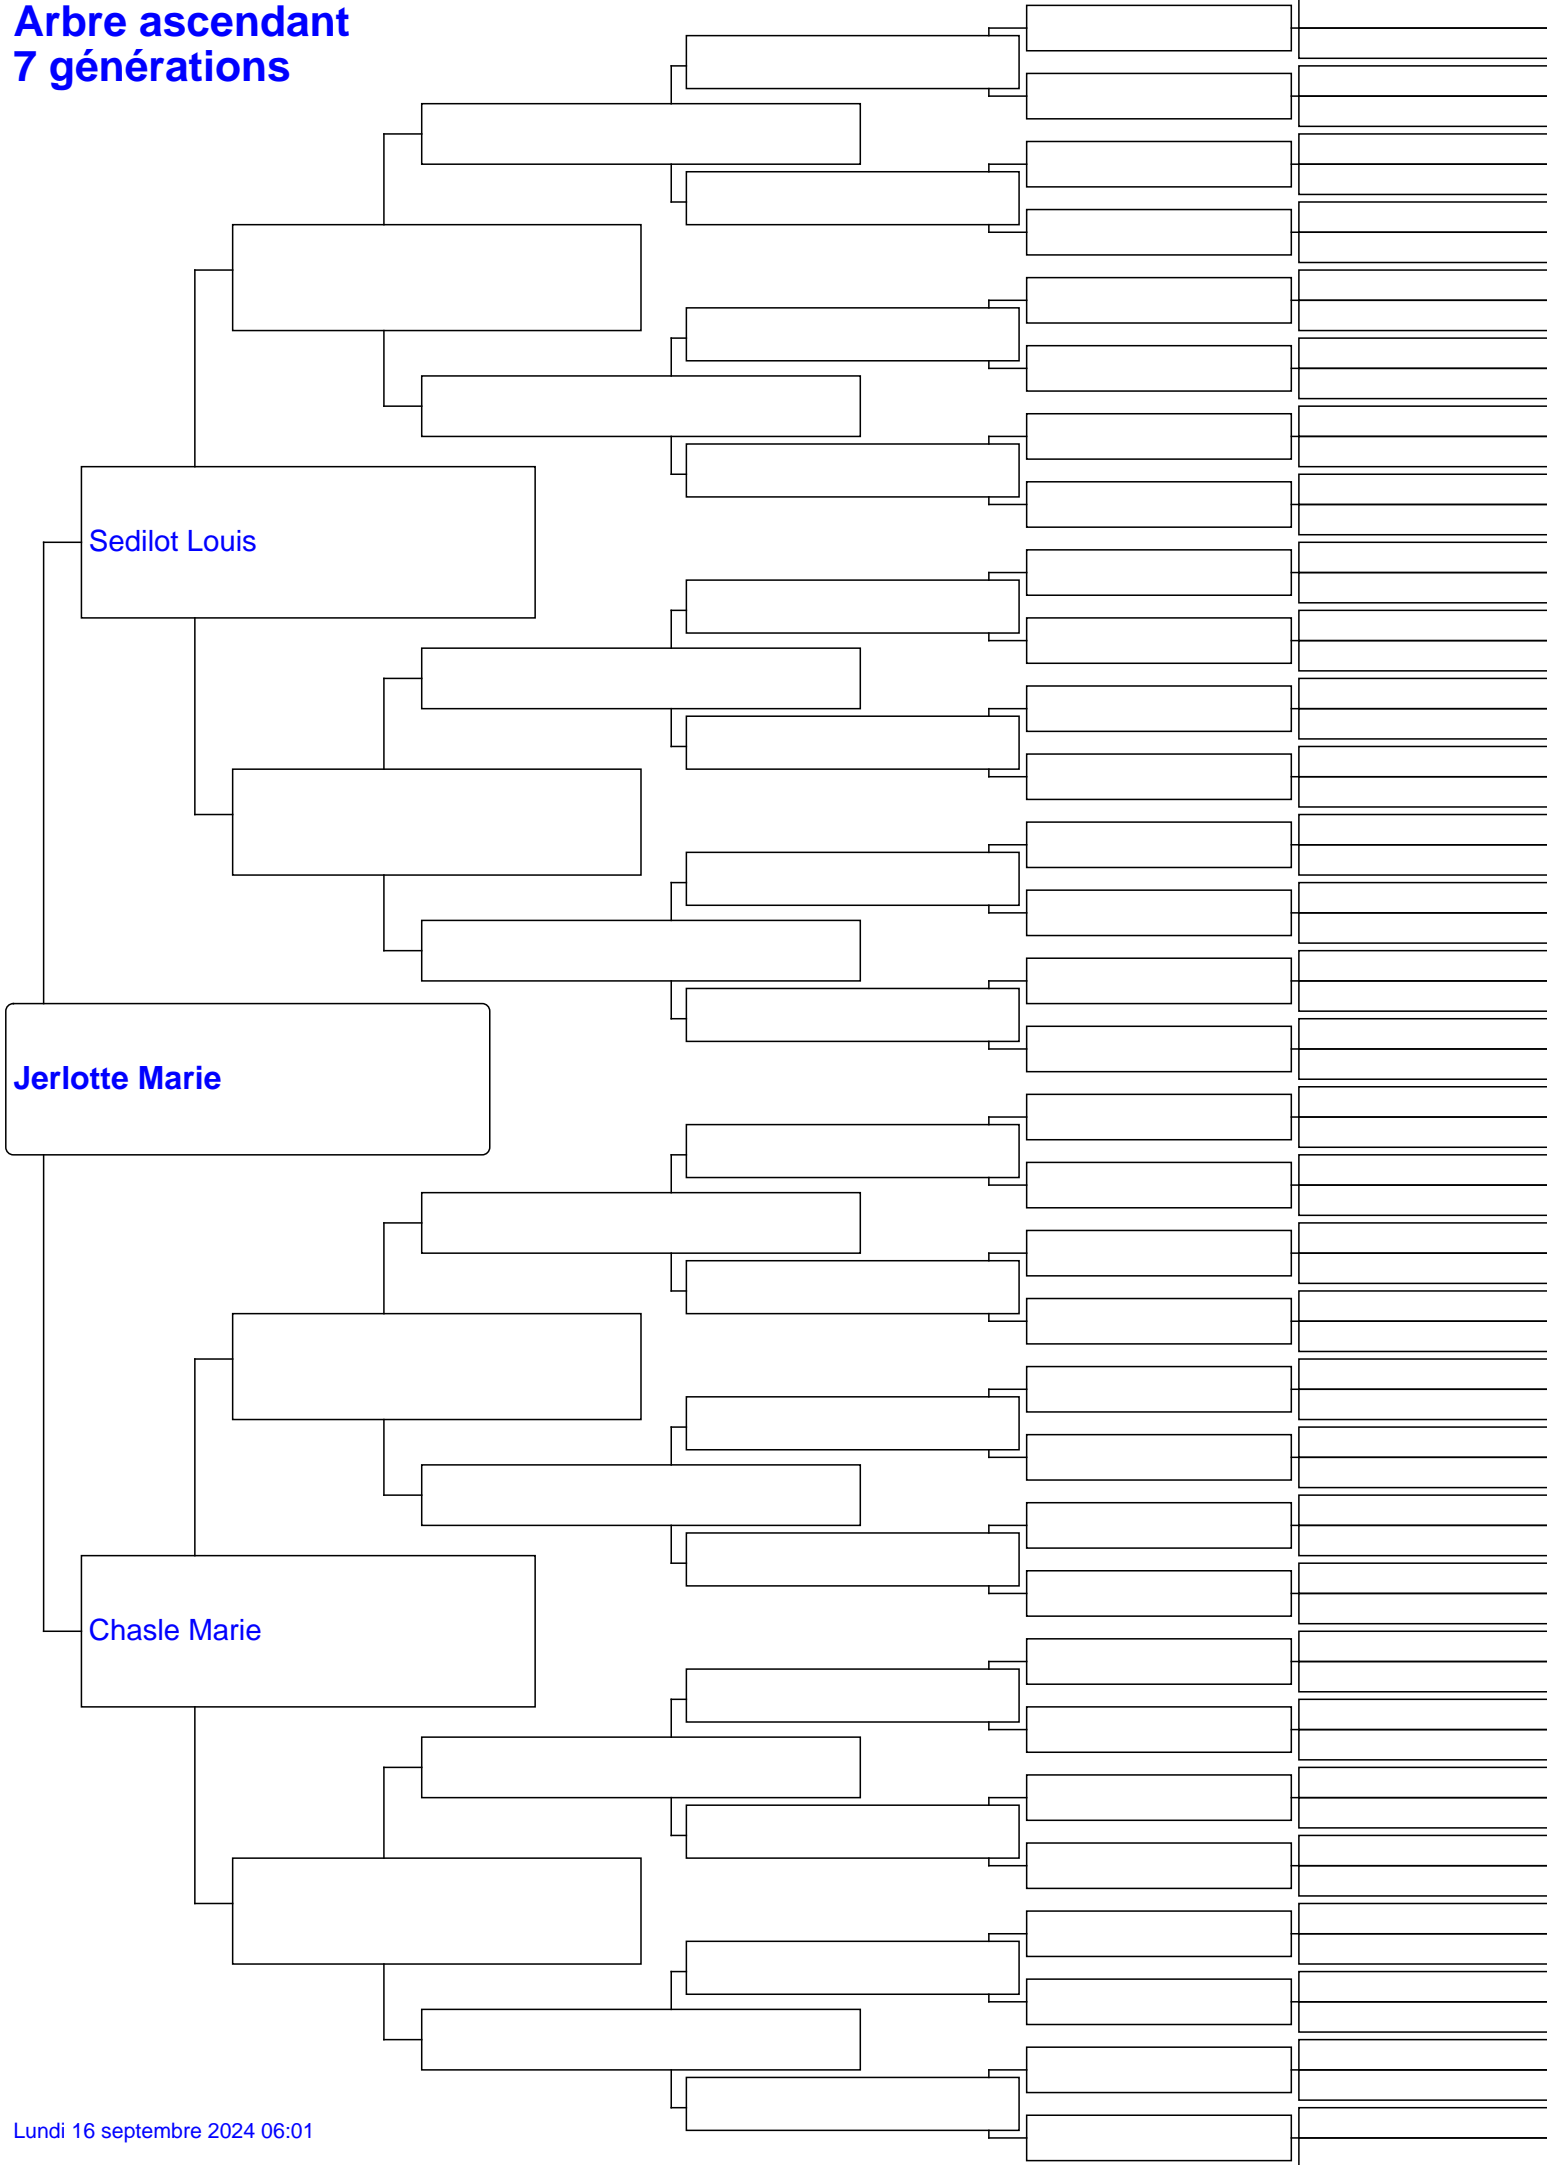 Arbre ascendant
7 générations
Sedilot Louis
Jerlotte Marie
Chasle Marie
Lundi 16 septembre 2024 06:01